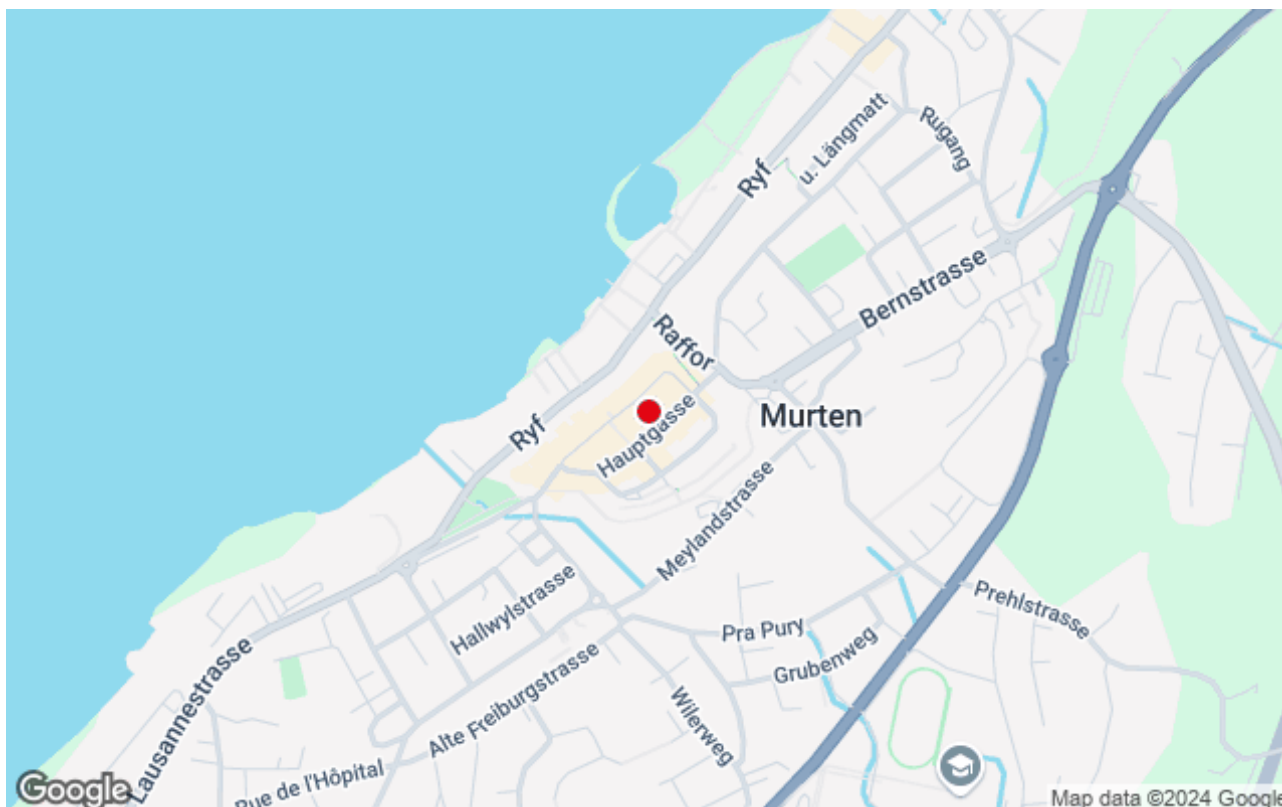 Rugang
u. Längmatt
Ryf
Bernstrasse
Raffor
Murten
Ryf
Hauptgasse
Meylandstrasse
Prehlstrasse
Hallwylstrasse
Pra Pury
Grubenweg
Lausannestrasse
Alte Freiburgstrasse
Wilerweg
Rue de l'Hôpital
Google
Map data ©2024 Google